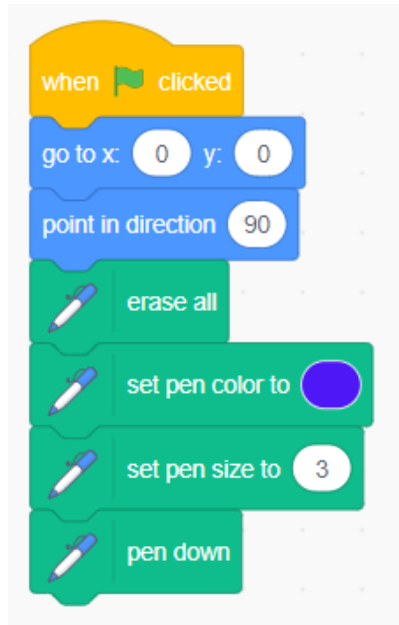 when clicked
go to x: 0 y: 0
point in direction 90
erase all
set pen color to
set pen size to 3
pen down